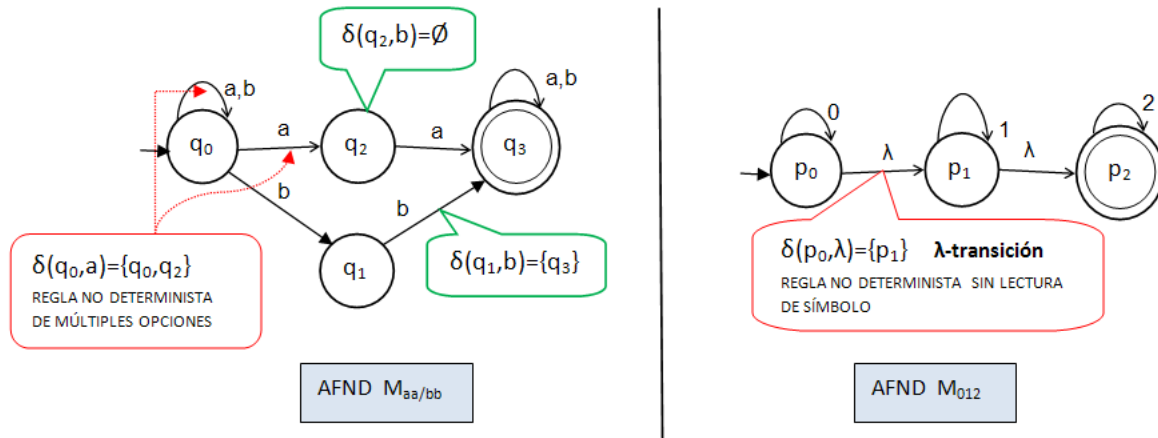 δ(q₂,b)=Ø
a,b
a,b
q₀
a
q₂
a
q₃
b
b
q₁
δ(q₀,a)={q₀,q₂}
REGLA NO DETERMINISTA
DE MÚLTIPLES OPCIONES
δ(q₁,b)={q₃}
AFND M_aa/bb
0
1
2
p₀
λ
p₁
λ
p₂
δ(p₀,λ)={p₁} λ-transición
REGLA NO DETERMINISTA SIN LECTURA
DE SÍMBOLO
AFND M₀₁₂